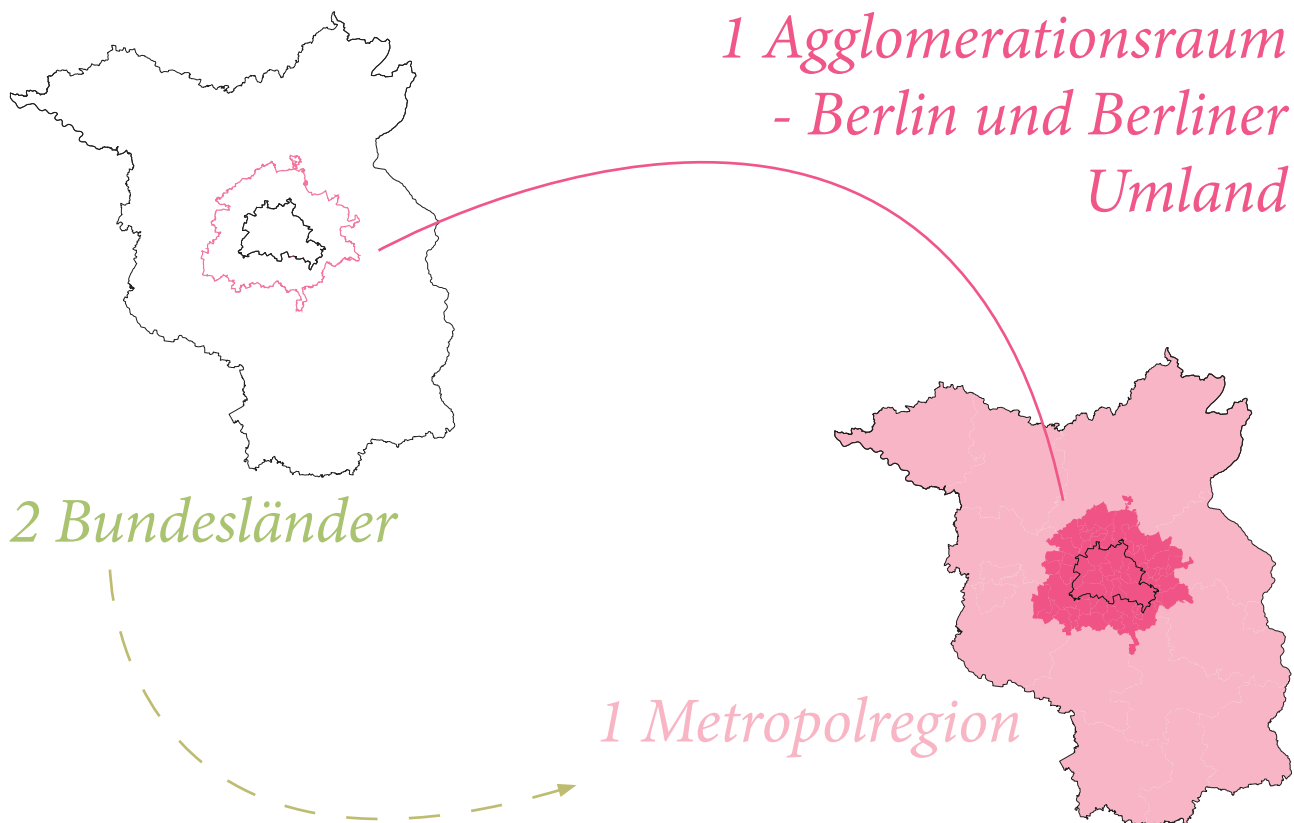 1 Agglomerationsraum
- Berlin und Berliner
Umland
2 Bundesländer
1 Metropolregion